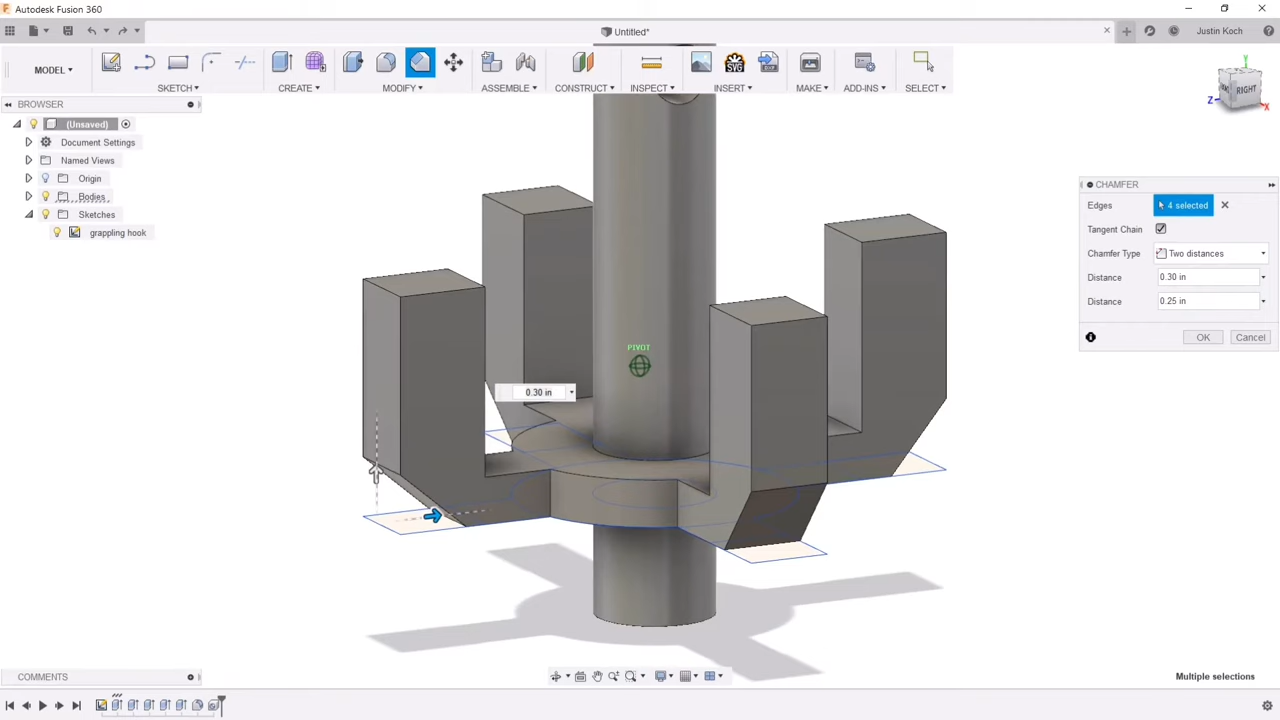 Autodesk Fusion 360
Untitled*
Justin Koch
MODEL
SKETCH
CREATE
MODIFY
ASSEMBLE
CONSTRUCT
INSPECT
INSERT
MAKE
ADD-INS
SELECT
BROWSER
(Unsaved)
Document Settings
Named Views
Origin
Bodies
Sketches
grappling hook
Y
RIGHT
Z
X
CHAMFER
Edges
4 selected
Tangent Chain
Chamfer Type
Two distances
Distance
0.30 in
Distance
0.25 in
OK
Cancel
PIVOT
0.30 in
COMMENTS
Multiple selections